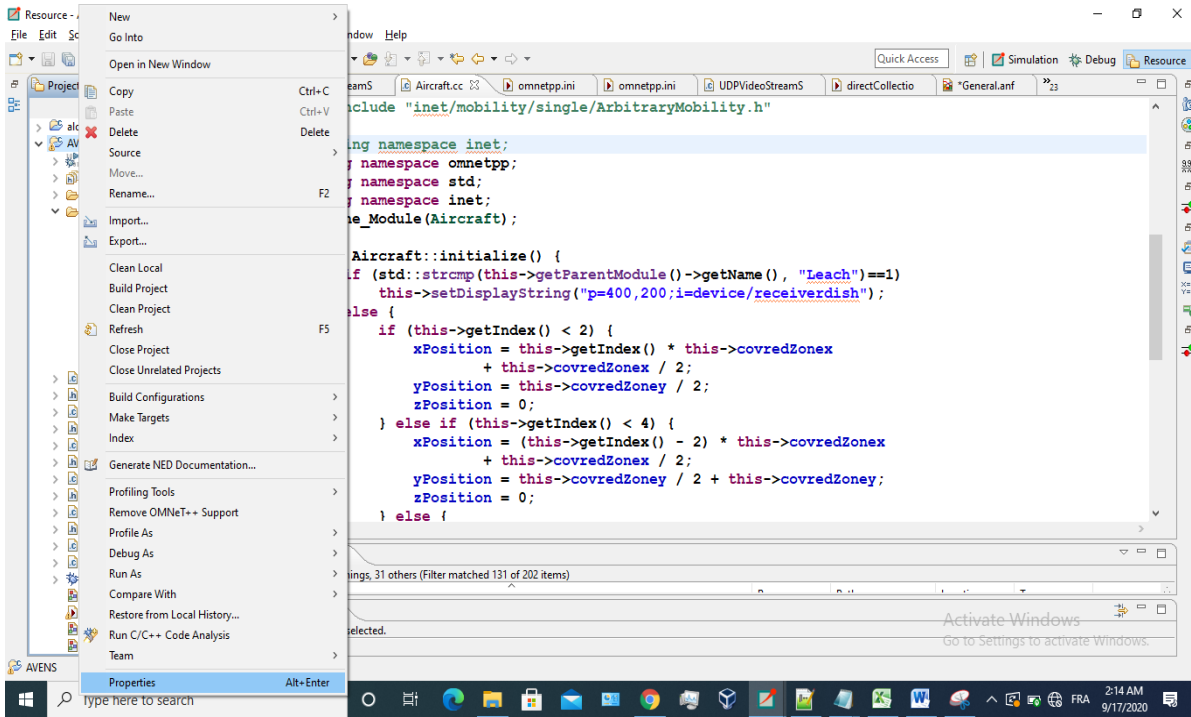 Resource - A
File Edit So
ndow Help
Quick Access
Simulation
Debug
Resource
Project
eamS
Aircraft.cc
omnetpp.ini
omnetpp.ini
UDPVideoStreamS
directCollectio
*General.anf
»23
alo
AV
New
Go Into
Open in New Window
Copy Ctrl+C
Paste Ctrl+V
Delete Delete
Source
Move...
Rename... F2
Import...
Export...
Clean Local
Build Project
Clean Project
Refresh F5
Close Project
Close Unrelated Projects
Build Configurations
Make Targets
Index
Generate NED Documentation...
Profiling Tools
Remove OMNeT++ Support
Profile As
Debug As
Run As
Compare With
Restore from Local History...
Run C/C++ Code Analysis
Team
Properties Alt+Enter
clude "inet/mobility/single/ArbitraryMobility.h"
ng namespace inet;
namespace omnetpp;
namespace std;
namespace inet;
ne_Module(Aircraft);
Aircraft::initialize() {
if (std::strcmp(this->getParentModule()->getName(), "Leach")==1)
this->setDisplayString("p=400,200;i=device/receiverdish");
else {
if (this->getIndex() < 2) {
xPosition = this->getIndex() * this->covredZonex
+ this->covredZonex / 2;
yPosition = this->covredZoney / 2;
zPosition = 0;
} else if (this->getIndex() < 4) {
xPosition = (this->getIndex() - 2) * this->covredZonex
+ this->covredZonex / 2;
yPosition = this->covredZoney / 2 + this->covredZoney;
zPosition = 0;
} else {
ings, 31 others (Filter matched 131 of 202 items)
selected.
Activate Windows
Go to Settings to activate Windows.
AVENS
Type here to search
FRA
2:14 AM
9/17/2020